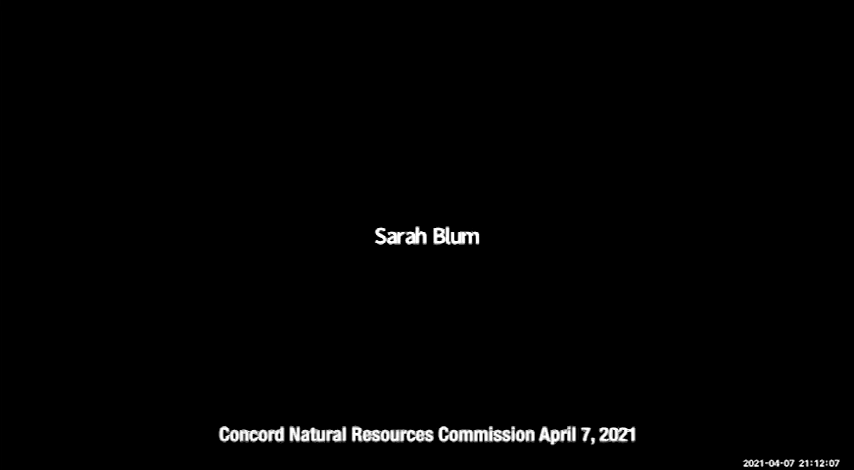 Sarah Blum
Concord Natural Resources Commission April 7, 2021
2021-04-07 21:12:07